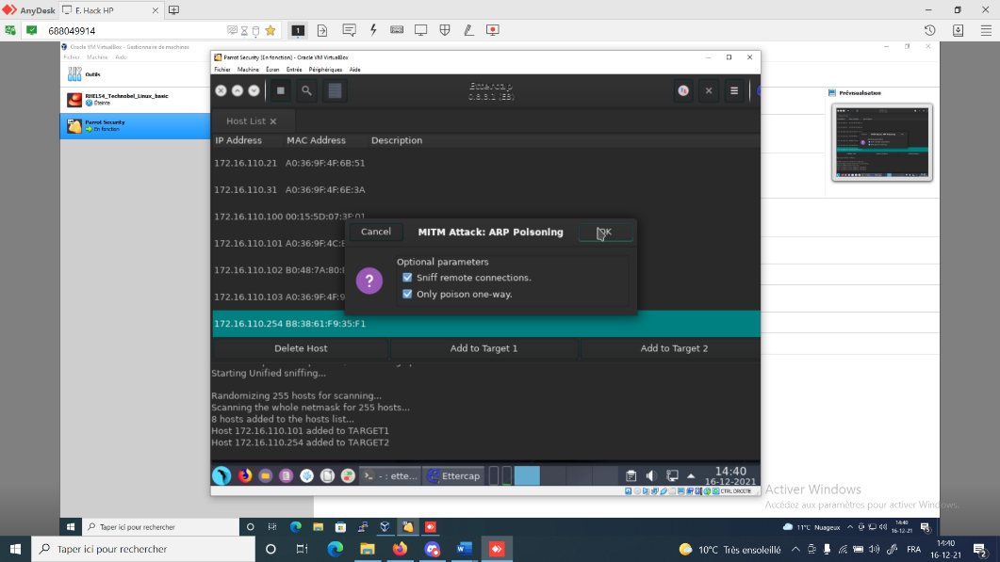 AnyDesk
E. Hack HP
688049914
1
Oracle VM VirtualBox - Gestionnaire de machines
Fichier Machine Aide
Outils
RHEL54_Technobel_Linux_basic
Éteinte
Parrot Security
En fonction
Parrot Security [En fonction] - Oracle VM VirtualBox
Fichier Machine Écran Entrée Périphériques Aide
Ettercap
0.8.3.1 (EB)
Host List
IP Address MAC Address Description
172.16.110.21 A0:36:9F:4F:6B:51
172.16.110.31 A0:36:9F:4F:6E:3A
172.16.110.100 00:15:5D:07:3F:01
172.16.110.101 A0:36:9F:4C:
172.16.110.102 B0:48:7A:80:
172.16.110.103 A0:36:9F:4F:9
172.16.110.254 B8:38:61:F9:35:F1
Cancel
MITM Attack: ARP Poisoning
OK
Optional parameters
Sniff remote connections.
Only poison one-way.
Delete Host
Add to Target 1
Add to Target 2
Starting Unified sniffing...
Randomizing 255 hosts for scanning...
Scanning the whole netmask for 255 hosts...
8 hosts added to the hosts list...
Host 172.16.110.101 added to TARGET1
Host 172.16.110.254 added to TARGET2
- : ette...
Ettercap
14:40
16-12-2021
CTRL DROITE
Prévisualisation
Activer Windows
Accédez aux paramètres pour activer Windows.
Taper ici pour rechercher
11°C Nuageux
14:40
16-12-21
Taper ici pour rechercher
10°C Très ensoleillé
FRA
14:40
16-12-21
2